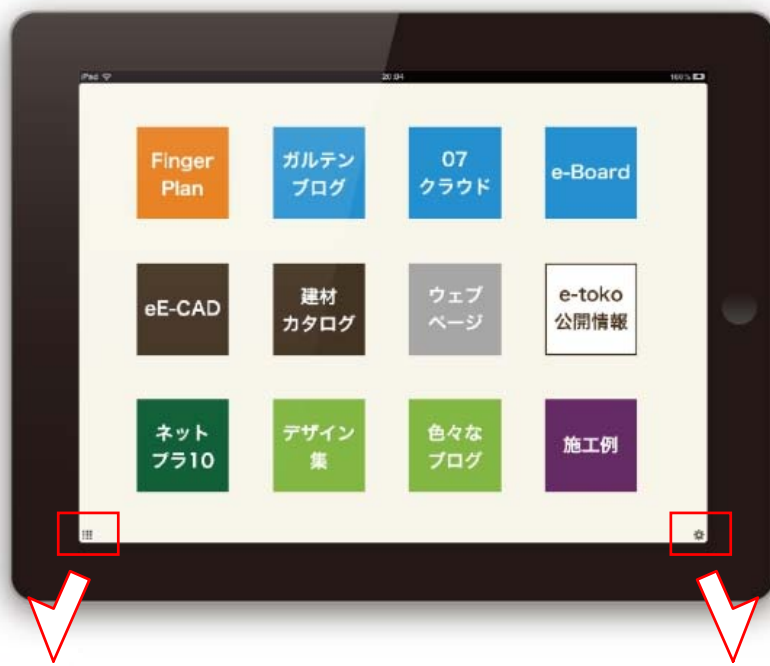 iPad
20:04
100%
Finger
Plan
ガルテン
ブログ
07
クラウド
e-Board
eE-CAD
建材
カタログ
ウェブ
ページ
e-toko
公開情報
ネット
プラ10
デザイン
集
色々な
ブログ
施工例